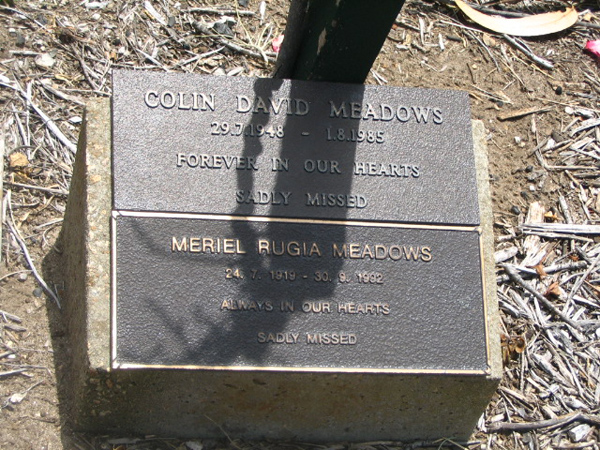 COLIN DAVID MEADOWS
29.7.1948 - 1.8.1985
FOREVER IN OUR HEARTS
SADLY MISSED
MERIEL RUGIA MEADOWS
24. 7. 1919 - 30. 9. 1992
ALWAYS IN OUR HEARTS
SADLY MISSED